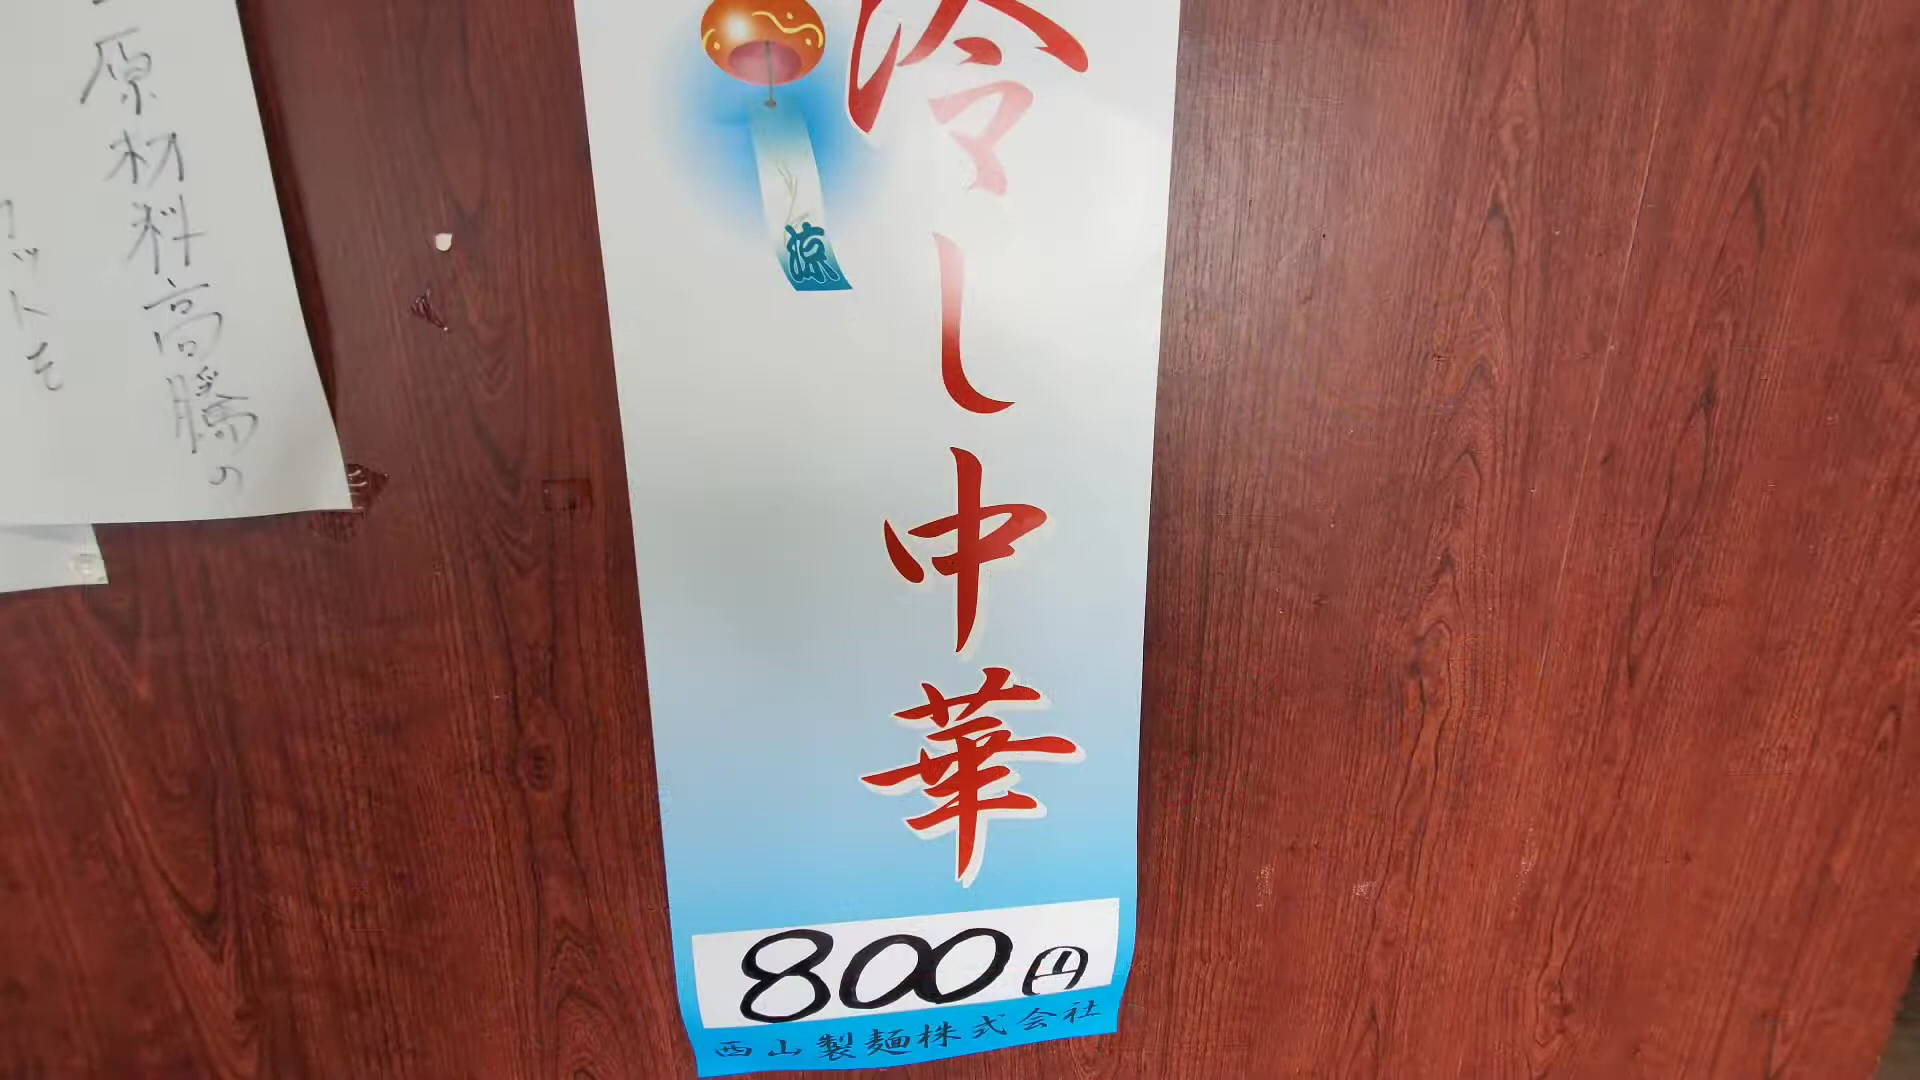 冷し中華
涼
800円
西山製麺株式会社
原材料高騰の
ットモ